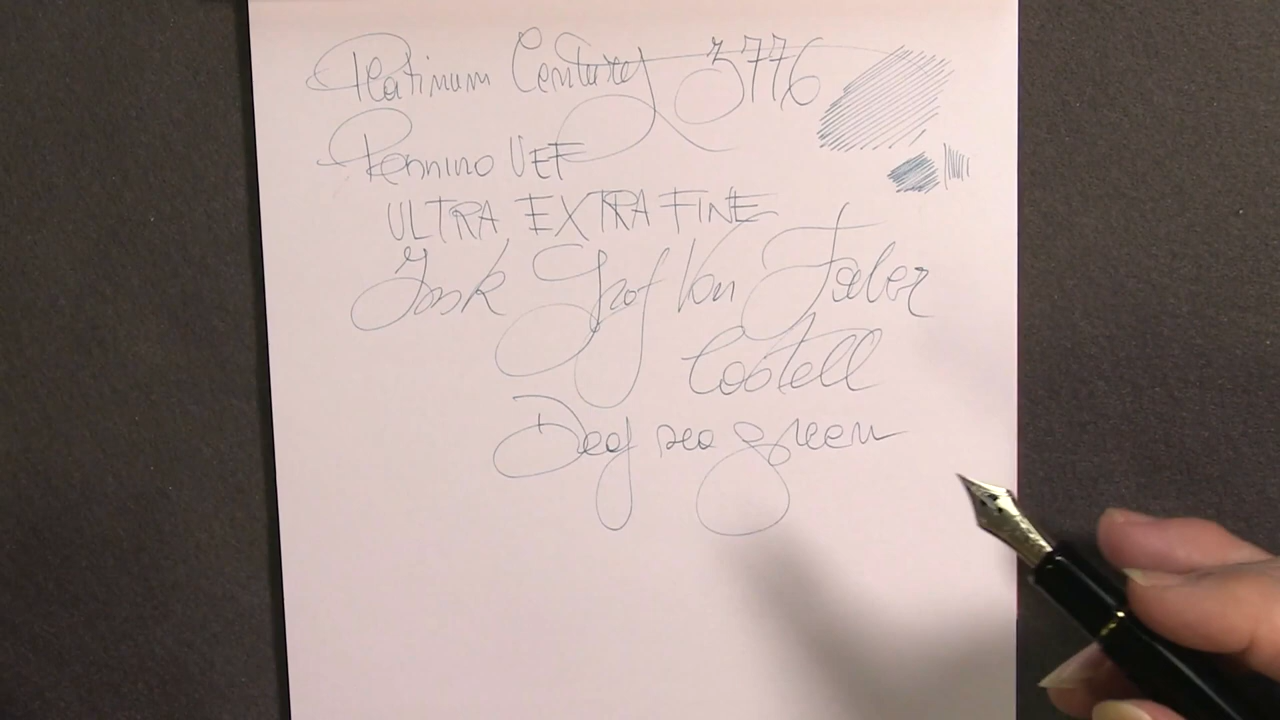 Platinum Century 3776
Pennino UEF
ULTRA EXTRA FINE
Ink Graf Von Faber
Castell
Deep sea green